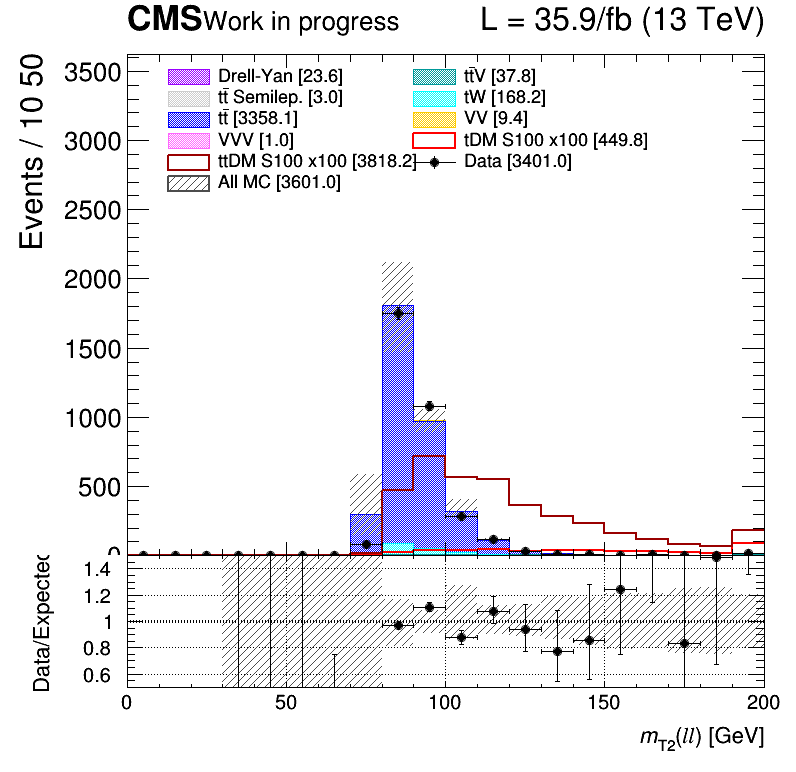 CMS Work in progress L = 35.9/fb (13 TeV)
Events / 10 50
3500
3000
2500
2000
1500
1000
500
0
Drell-Yan [23.6]
tt̄ Semilep. [3.0]
tt̄ [3358.1]
VVV [1.0]
ttDM S100 x100 [3818.2]
All MC [3601.0]
tt̄V [37.8]
tW [168.2]
VV [9.4]
tDM S100 x100 [449.8]
Data [3401.0]
Data/Expected
1.4
1.2
1
0.8
0.6
0 50 100 150 200
mT2(ll) [GeV]